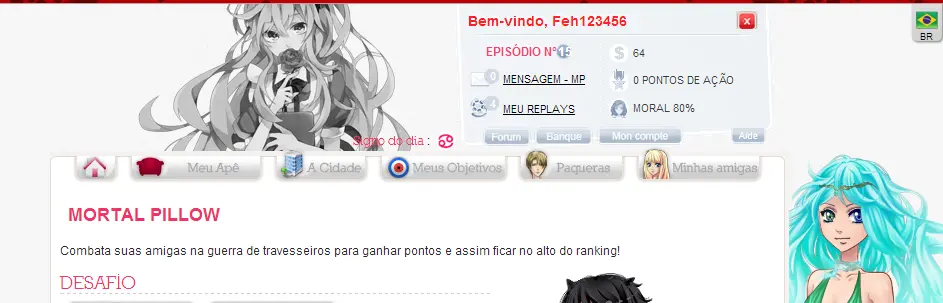 Bem-vindo, Feh123456
BR
EPISÓDIO N°15
64
0
MENSAGEM - MP
0 PONTOS DE AÇÃO
4
MEU REPLAYS
MORAL 80%
Signo do dia :
Forum
Banque
Mon compte
Aide
Meu Apê
A Cidade
Meus Objetivos
Paqueras
Minhas amigas
MORTAL PILLOW
Combata suas amigas na guerra de travesseiros para ganhar pontos e assim ficar no alto do ranking!
DESAFIO